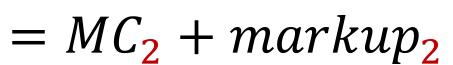 = MC₂ + markup₂